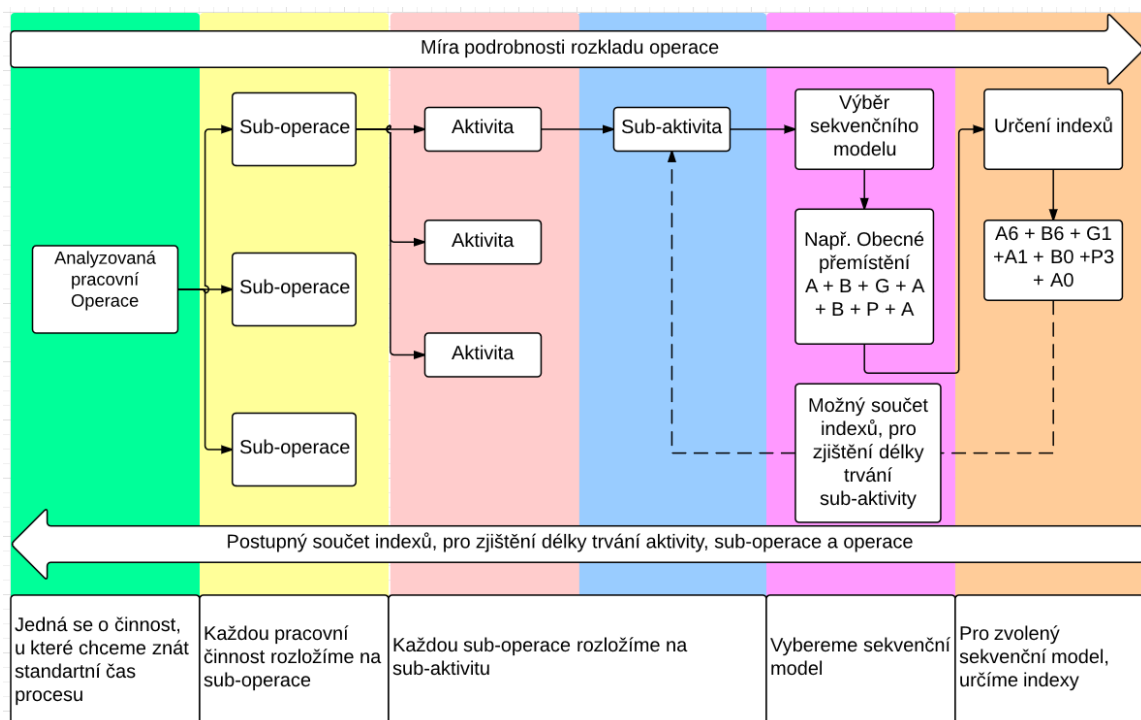 Míra podrobnosti rozkladu operace
Analyzovaná
pracovní
Operace
Sub-operace
Sub-operace
Sub-operace
Aktivita
Aktivita
Aktivita
Sub-aktivita
Výběr
sekvenčního
modelu
Např. Obecné
přemístění
A + B + G + A
+ B + P + A
Určení indexů
A6 + B6 + G1
+A1 + B0 +P3
+ A0
Možný součet
indexů, pro
zjištění délky
trvání
sub-aktivity
Postupný součet indexů, pro zjištění délky trvání aktivity, sub-operace a operace
Jedná se o činnost,
u které chceme znát
standartní čas
procesu
Každou pracovní
činnost rozložíme na
sub-operace
Každou sub-operace rozložíme na
sub-aktivitu
Vybereme sekvenční
model
Pro zvolený
sekvenční model,
určíme indexy